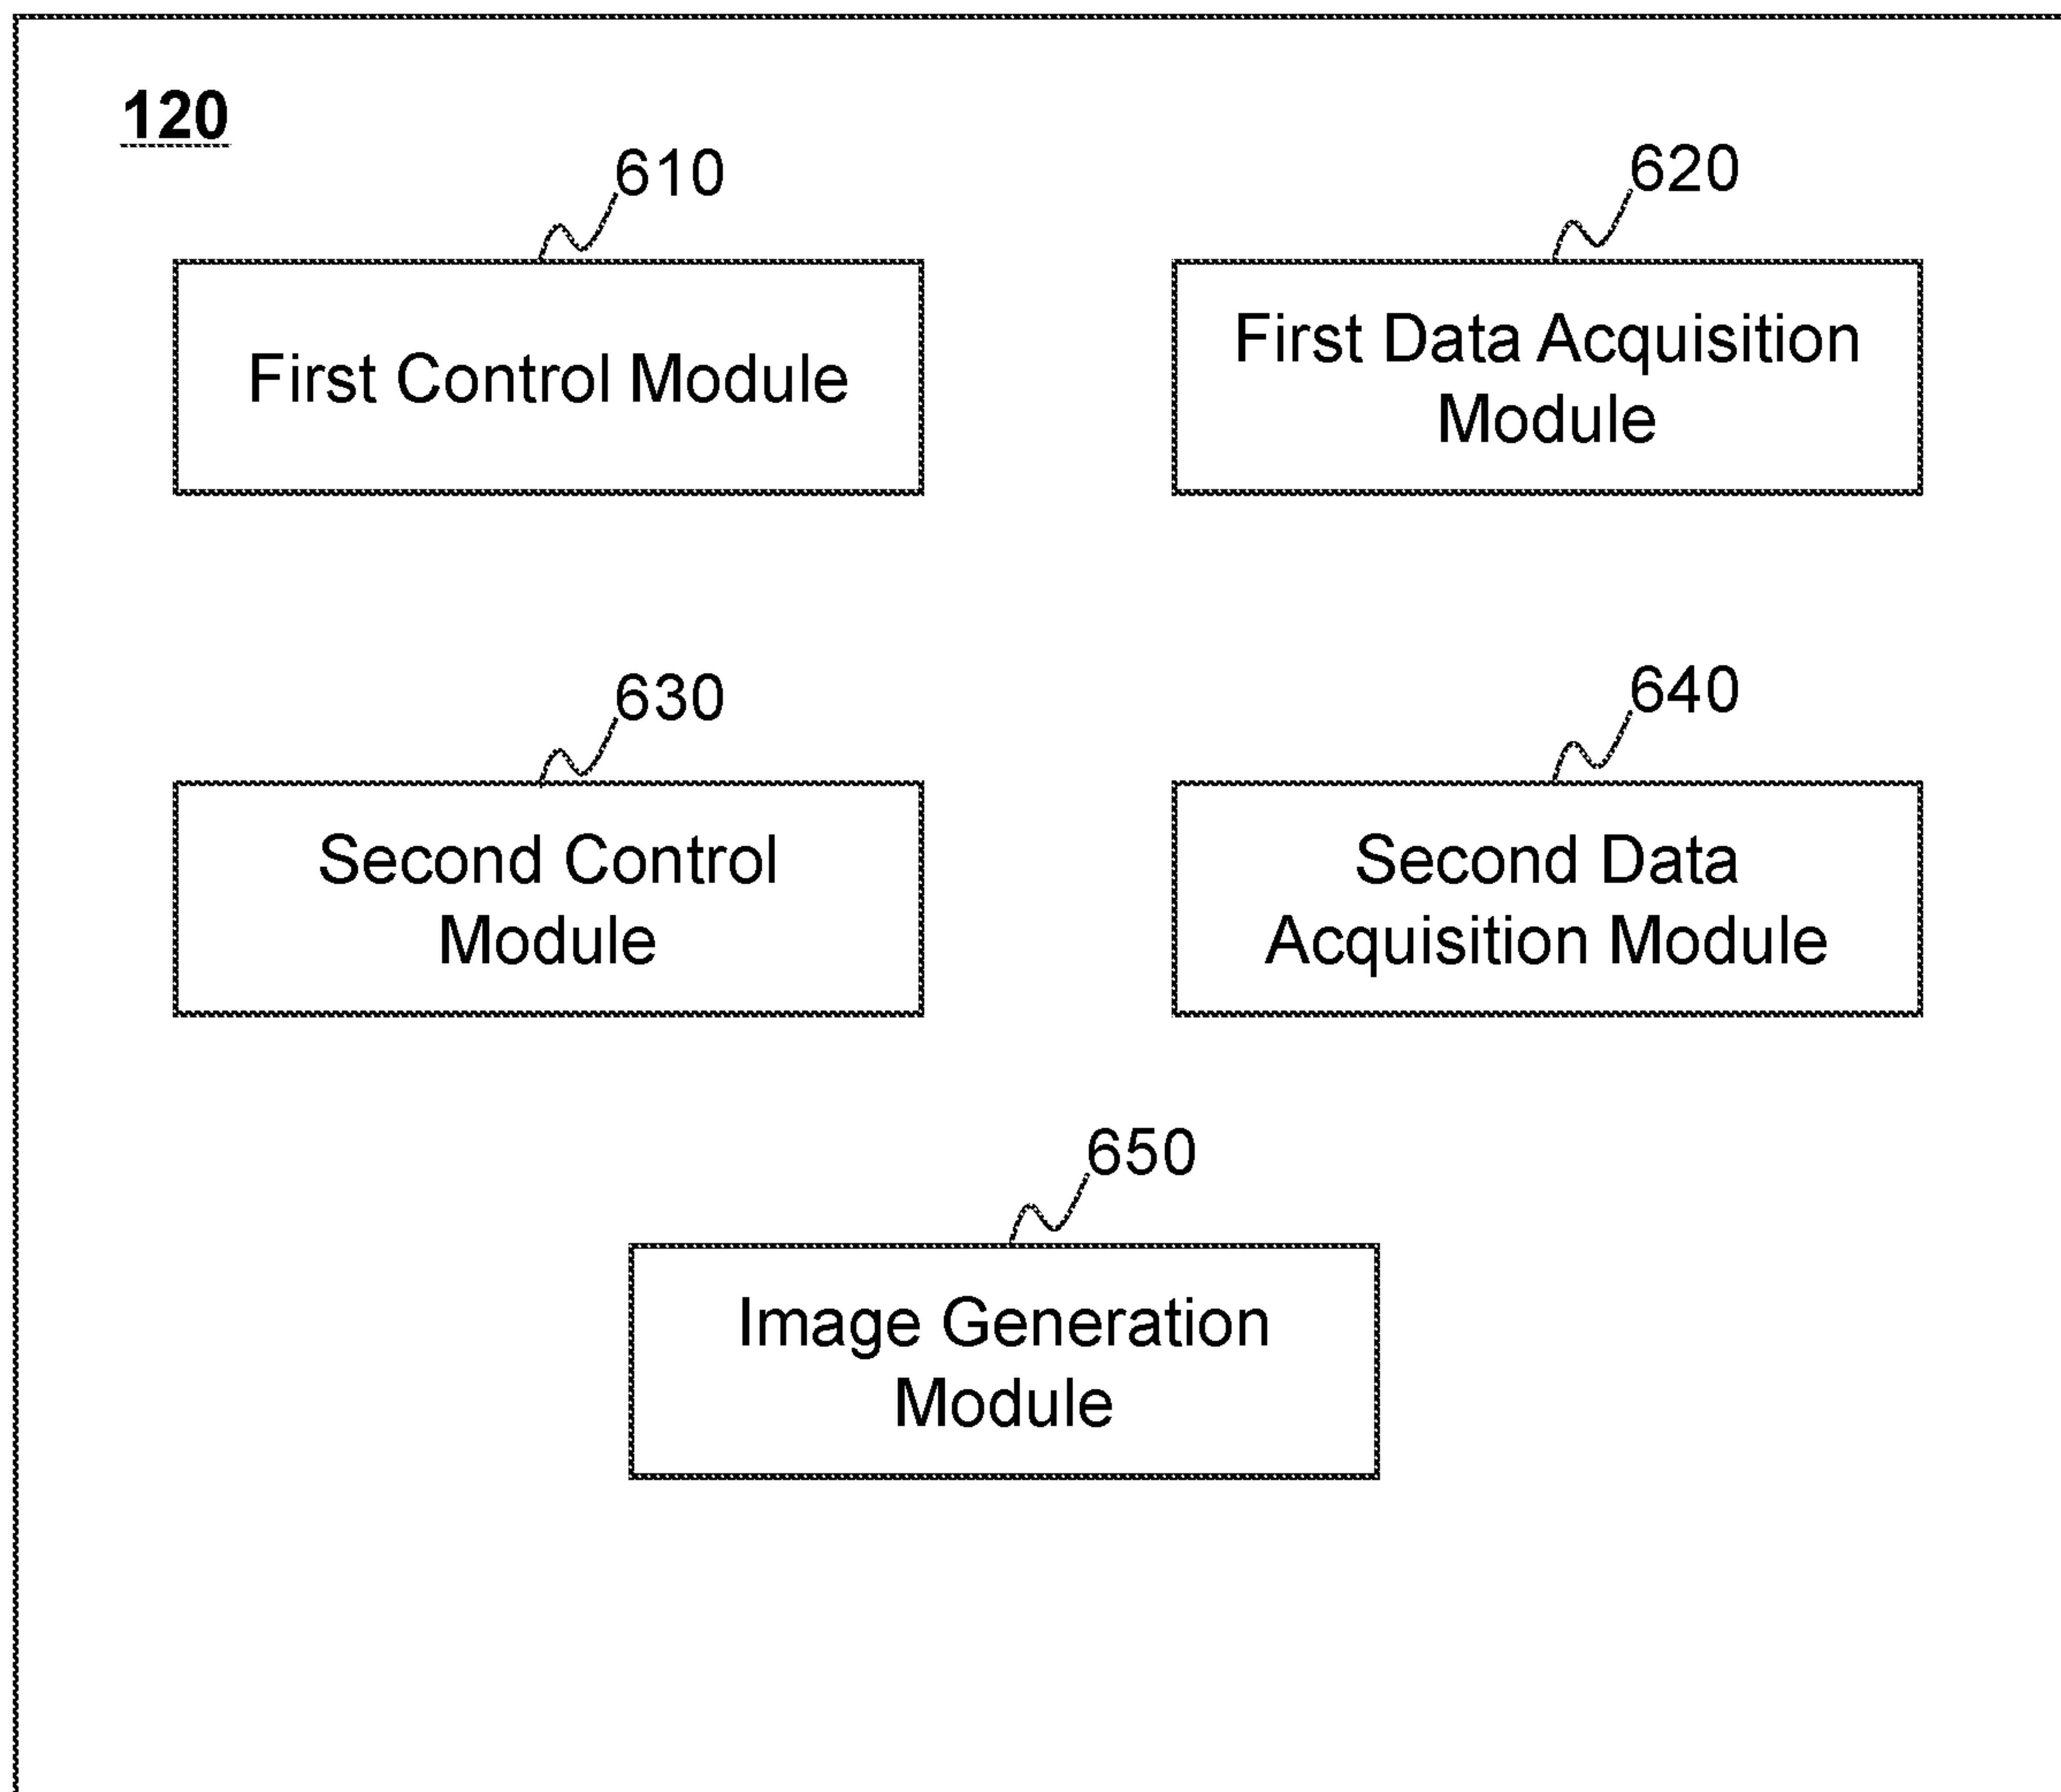 120
610
First Control Module
620
First Data Acquisition
Module
630
Second Control
Module
640
Second Data
Acquisition Module
650
Image Generation
Module